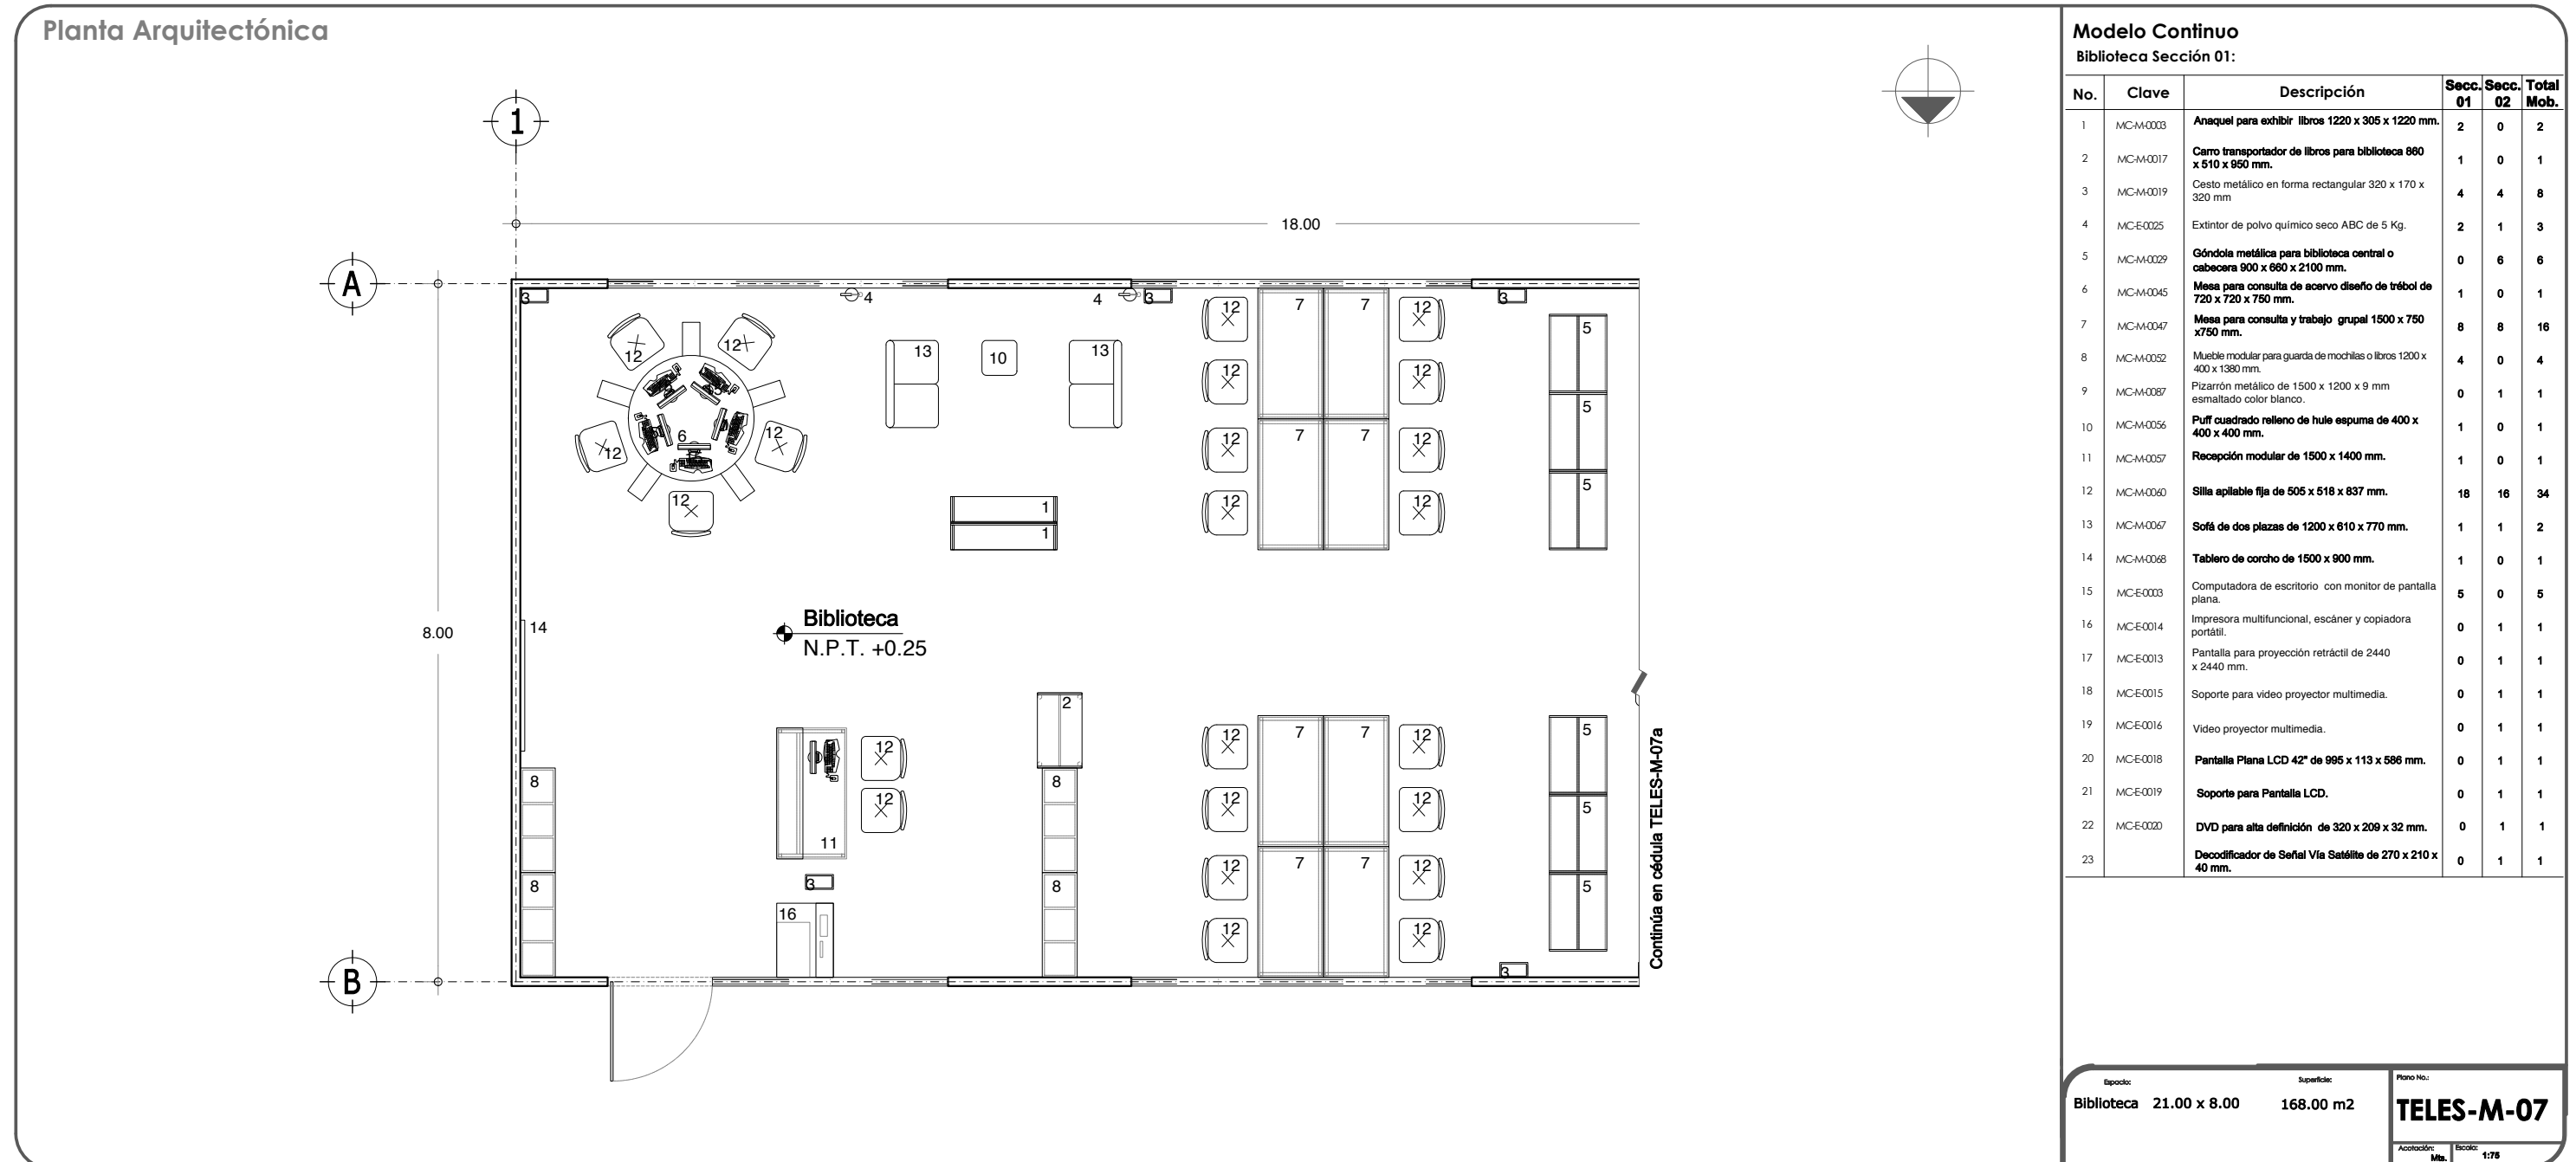 Planta Arquitectónica
1
18.00
A
3
4
4
3
3
12
12
12
12
12
6
13
10
13
12
7
7
12
5
12
12
12
7
7
12
5
12
12
5
1
1
8.00
14
Biblioteca
N.P.T. +0.25
2
12
7
7
12
5
12
12
12
12
5
8
8
11
12
7
7
12
5
3
8
8
16
12
12
3
B
Continúa en cédula TELES-M-07a
Modelo Continuo
Biblioteca Sección 01:
No. Clave Descripción Secc. 01 Secc. 02 Total Mob.
1 MC-M-0003 Anaquel para exhibir libros 1220 x 305 x 1220 mm. 2 0 2
2 MC-M-0017 Carro transportador de libros para biblioteca 860
x 510 x 950 mm. 1 0 1
3 MC-M-0019 Cesto metálico en forma rectangular 320 x 170 x
320 mm 4 4 8
4 MC-E-0025 Extintor de polvo químico seco ABC de 5 Kg. 2 1 3
5 MC-M-0029 Góndola metálica para biblioteca central o
cabecera 900 x 660 x 2100 mm. 0 6 6
6 MC-M-0045 Mesa para consulta de acervo diseño de trébol de
720 x 720 x 750 mm. 1 0 1
7 MC-M-0047 Mesa para consulta y trabajo grupal 1500 x 750
x750 mm. 8 8 16
8 MC-M-0052 Mueble modular para guarda de mochilas o libros 1200 x
400 x 1380 mm. 4 0 4
9 MC-M-0087 Pizarrón metálico de 1500 x 1200 x 9 mm
esmaltado color blanco. 0 1 1
10 MC-M-0056 Puff cuadrado relleno de hule espuma de 400 x
400 x 400 mm. 1 0 1
11 MC-M-0057 Recepción modular de 1500 x 1400 mm. 1 0 1
12 MC-M-0060 Silla apilable fija de 505 x 518 x 837 mm. 18 16 34
13 MC-M-0067 Sofá de dos plazas de 1200 x 610 x 770 mm. 1 1 2
14 MC-M-0068 Tablero de corcho de 1500 x 900 mm. 1 0 1
15 MC-E-0003 Computadora de escritorio con monitor de pantalla
plana. 5 0 5
16 MC-E-0014 Impresora multifuncional, escáner y copiadora
portátil. 0 1 1
17 MC-E-0013 Pantalla para proyección retráctil de 2440
x 2440 mm. 0 1 1
18 MC-E-0015 Soporte para video proyector multimedia. 0 1 1
19 MC-E-0016 Video proyector multimedia. 0 1 1
20 MC-E-0018 Pantalla Plana LCD 42" de 995 x 113 x 586 mm. 0 1 1
21 MC-E-0019 Soporte para Pantalla LCD. 0 1 1
22 MC-E-0020 DVD para alta definición de 320 x 209 x 32 mm. 0 1 1
23 Decodificador de Señal Vía Satélite de 270 x 210 x
40 mm. 0 1 1
Espacio: Superficie: Plano No.:
Biblioteca 21.00 x 8.00 168.00 m2 TELES-M-07
Acotación: Mts. Escala: 1:75